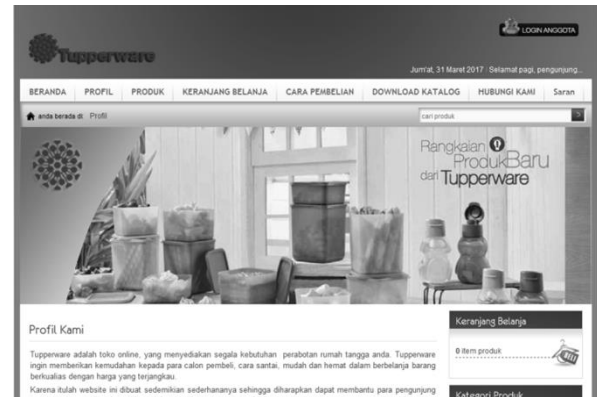 LOGIN ANGGOTA
Tupperware
Jum'at, 31 Maret 2017 - Selamat pagi, pengunjung...
BERANDA PROFIL PRODUK KERANJANG BELANJA CARA PEMBELIAN DOWNLOAD KATALOG HUBUNGI KAMI Saran
anda berada di: Profil
cari produk
Rangkaian
ProdukBaru
dari Tupperware
Profil Kami
Tupperware adalah toko online, yang menyediakan segala kebutuhan perabotan rumah tangga anda. Tupperware
ingin memberikan kemudahan kepada para calon pembeli, cara santai, mudah dan hemat dalam berbelanja barang
berkualias dengan harga yang terjangkau.
Karena itulah website ini dibuat sedemikian sederhananya sehingga diharapkan dapat membantu para pengunjung
Keranjang Belanja
0 item produk
Kategori Produk